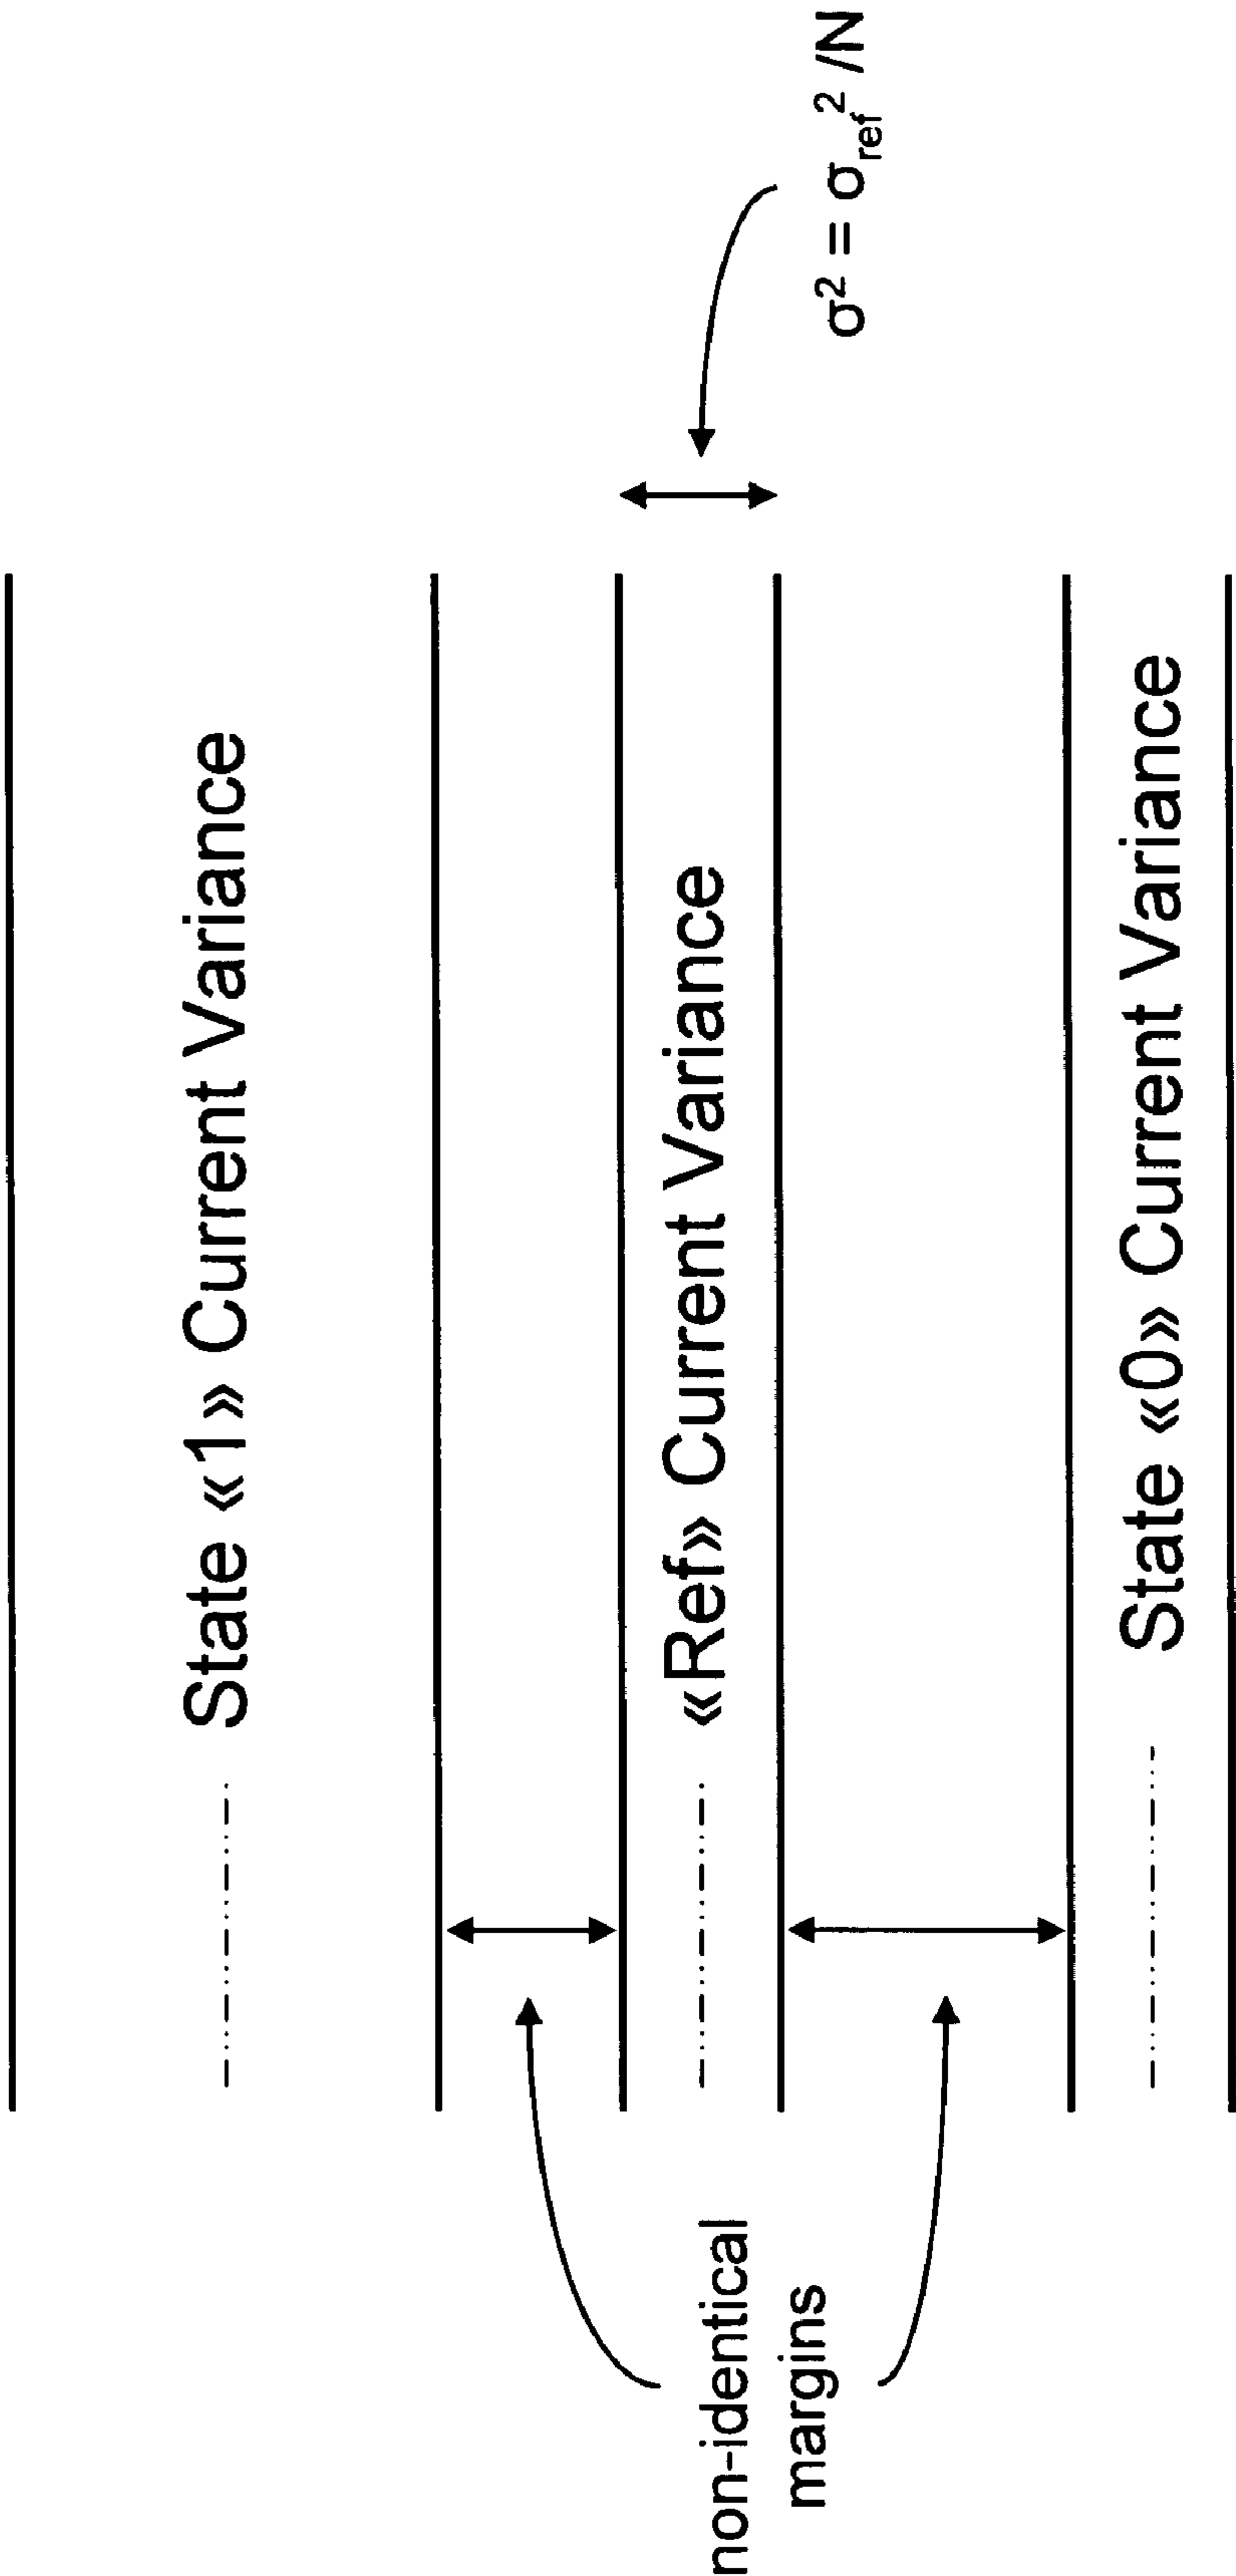 State «1» Current Variance
«Ref» Current Variance
State «0» Current Variance
non-identical
margins
σ² = σref² /N